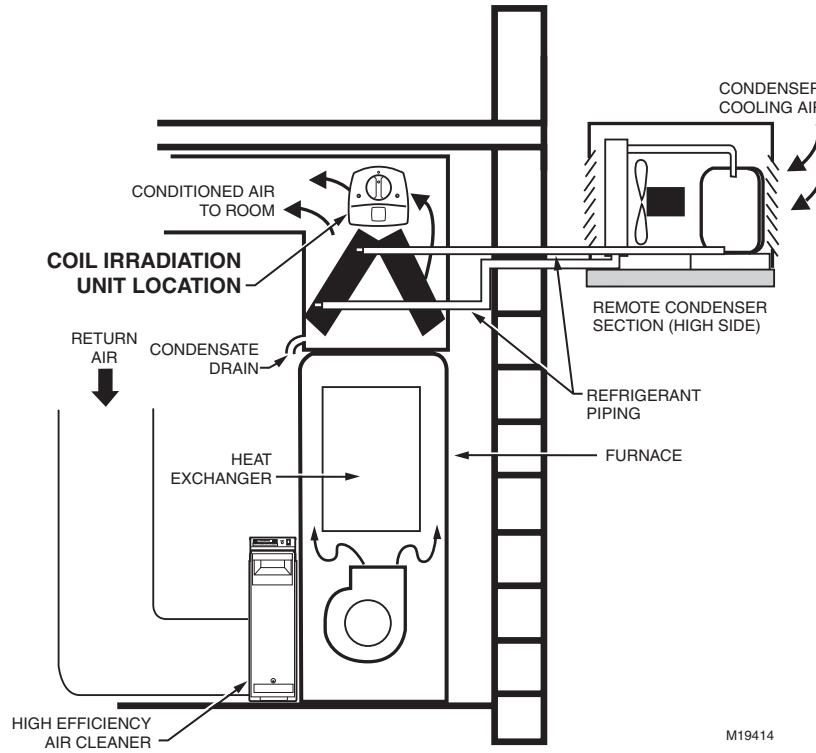 CONDENSER
COOLING AIR
CONDITIONED AIR
TO ROOM
COIL IRRADIATION
UNIT LOCATION
REMOTE CONDENSER
SECTION (HIGH SIDE)
RETURN
AIR
CONDENSATE
DRAIN
REFRIGERANT
PIPING
HEAT
EXCHANGER
FURNACE
HIGH EFFICIENCY
AIR CLEANER
M19414